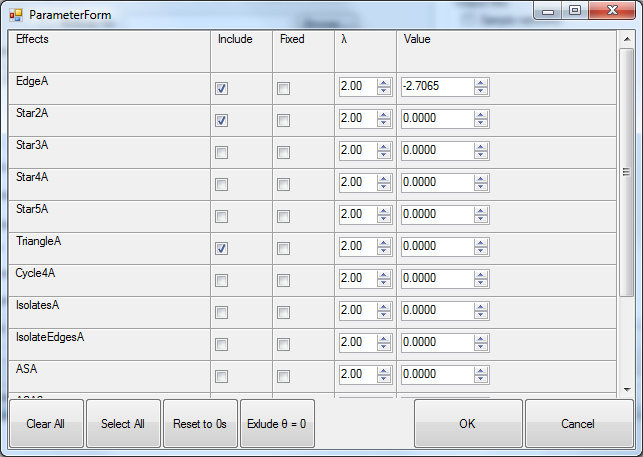 ParameterForm
Effects Include Fixed λ Value
EdgeA 2.00 -2.7065
Star2A 2.00 0.0000
Star3A 2.00 0.0000
Star4A 2.00 0.0000
Star5A 2.00 0.0000
TriangleA 2.00 0.0000
Cycle4A 2.00 0.0000
IsolatesA 2.00 0.0000
IsolateEdgesA 2.00 0.0000
ASA 2.00 0.0000
Clear All Select All Reset to 0s Exlude θ = 0 OK Cancel